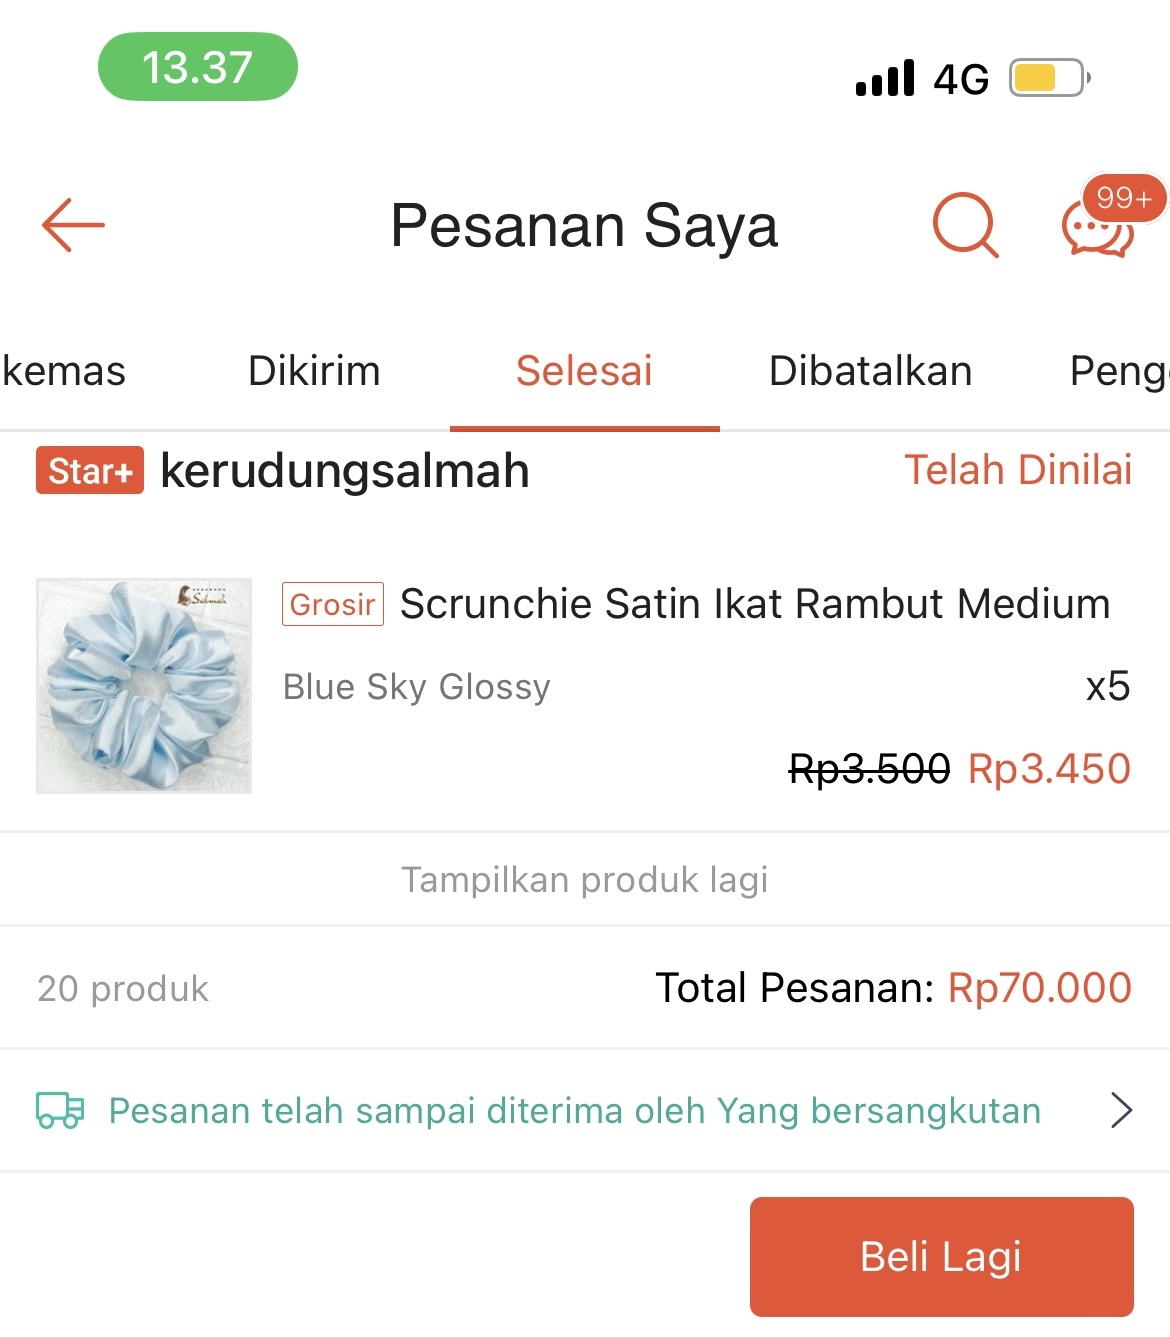 13.37
4G
Pesanan Saya
99+
kemas Dikirim Selesai Dibatalkan Peng
Star+ kerudungsalmah Telah Dinilai
Salmah
Grosir Scrunchie Satin Ikat Rambut Medium
Blue Sky Glossy x5
Rp3.500 Rp3.450
Tampilkan produk lagi
20 produk Total Pesanan: Rp70.000
Pesanan telah sampai diterima oleh Yang bersangkutan
Beli Lagi